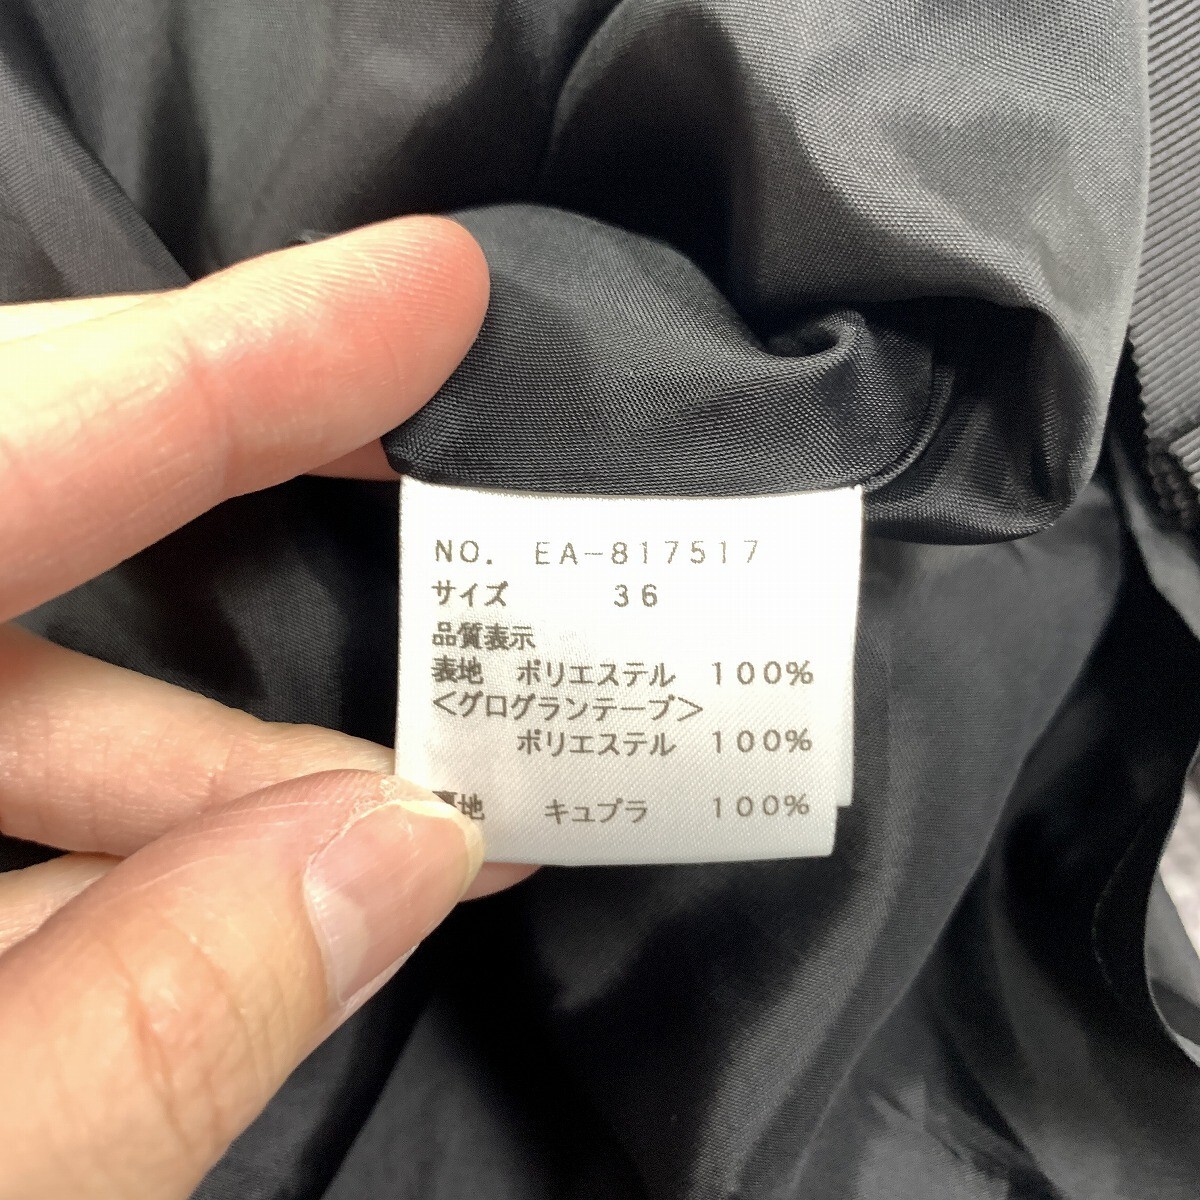 NO. EA-817517
サイズ 36
品質表示
表地 ポリエステル 100%
<グログランテープ>
ポリエステル 100%
裏地 キュプラ 100%